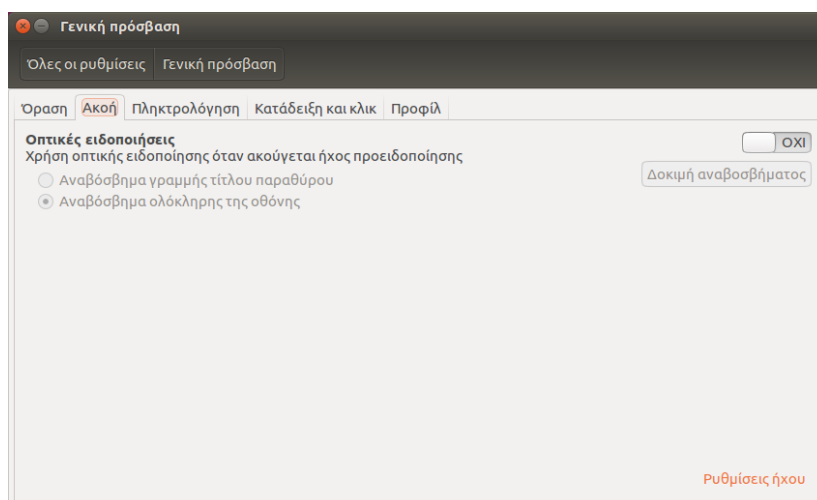 Γενική πρόσβαση
Όλες οι ρυθμίσεις Γενική πρόσβαση
Όραση Ακοή Πληκτρολόγηση Κατάδειξη και κλικ Προφίλ
Οπτικές ειδοποιήσεις
ΟΧΙ
Χρήση οπτικής ειδοποίησης όταν ακούγεται ήχος προειδοποίησης
Αναβόσβημα γραμμής τίτλου παραθύρου
Δοκιμή αναβοσβήματος
Αναβόσβημα ολόκληρης της οθόνης
Ρυθμίσεις ήχου